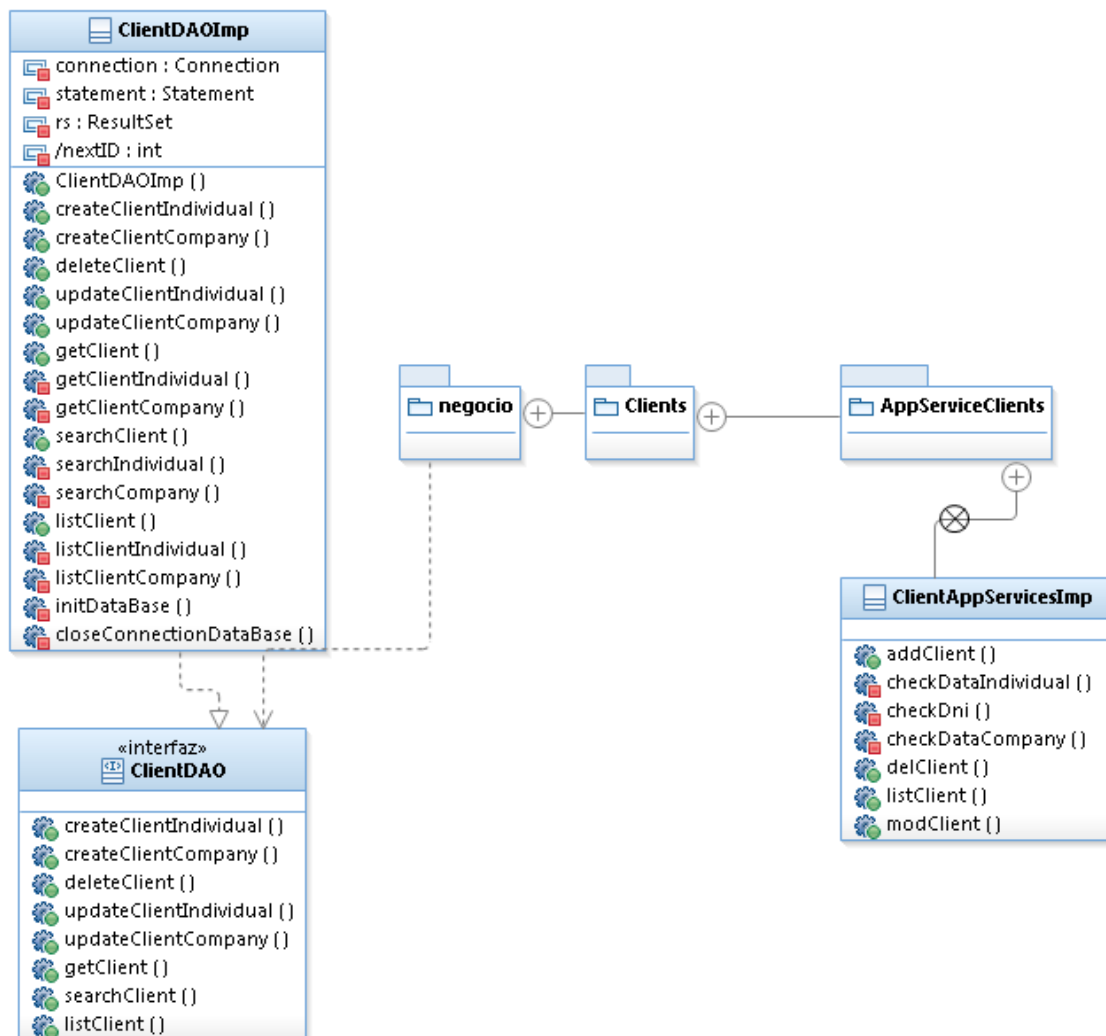 ClientDAOImp
connection : Connection
statement : Statement
rs : ResultSet
/nextID : int
ClientDAOImp ()
createClientIndividual ()
createClientCompany ()
deleteClient ()
updateClientIndividual ()
updateClientCompany ()
getClient ()
getClientIndividual ()
getClientCompany ()
searchClient ()
searchIndividual ()
searchCompany ()
listClient ()
listClientIndividual ()
listClientCompany ()
initDataBase ()
closeConnectionDataBase ()
negocio
Clients
AppServiceClients
ClientAppServicesImp
addClient ()
checkDataIndividual ()
checkDni ()
checkDataCompany ()
delClient ()
listClient ()
modClient ()
«interfaz»
ClientDAO
createClientIndividual ()
createClientCompany ()
deleteClient ()
updateClientIndividual ()
updateClientCompany ()
getClient ()
searchClient ()
listClient ()